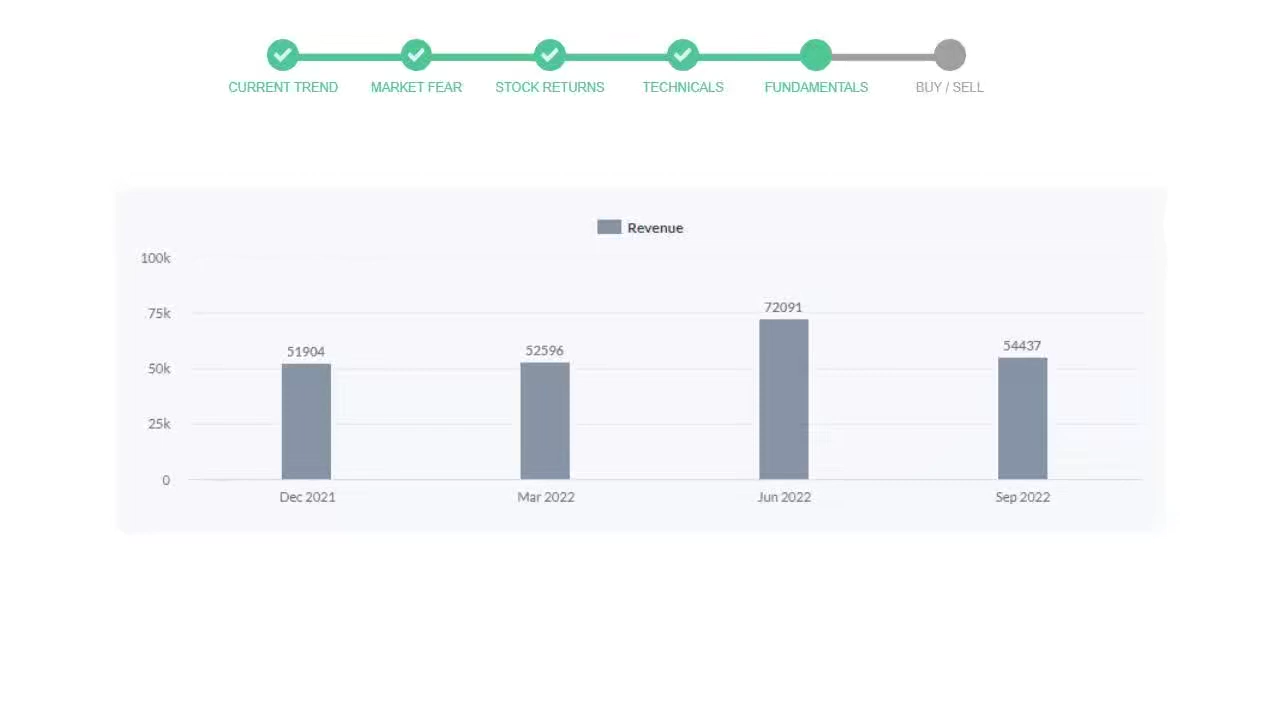 CURRENT TREND MARKET FEAR STOCK RETURNS TECHNICALS FUNDAMENTALS BUY / SELL
Revenue
100k
75k
50k
25k
0
51904 52596 72091 54437
Dec 2021 Mar 2022 Jun 2022 Sep 2022